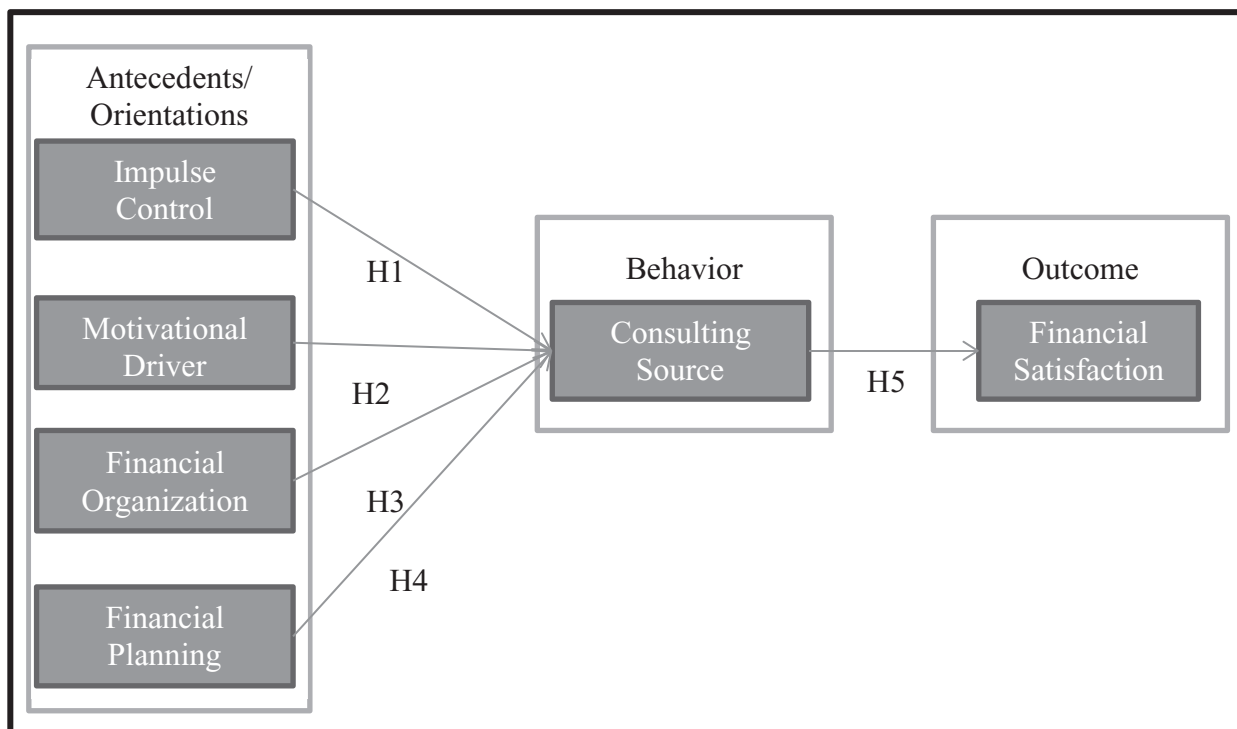 Antecedents/
Orientations
Impulse
Control
Motivational
Driver
Financial
Organization
Financial
Planning
H1
H2
H3
H4
Behavior
Consulting
Source
H5
Outcome
Financial
Satisfaction